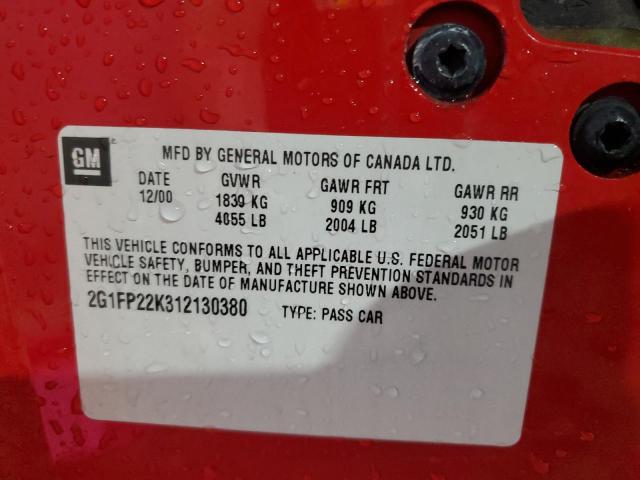 GM
MFD BY GENERAL MOTORS OF CANADA LTD.
DATE GVWR GAWR FRT GAWR RR
12/00 1839 KG 909 KG 930 KG
4055 LB 2004 LB 2051 LB
THIS VEHICLE CONFORMS TO ALL APPLICABLE U.S. FEDERAL MOTOR
VEHICLE SAFETY, BUMPER, AND THEFT PREVENTION STANDARDS IN
EFFECT ON THE DATE OF MANUFACTURE SHOWN ABOVE.
2G1FP22K312130380 TYPE: PASS CAR